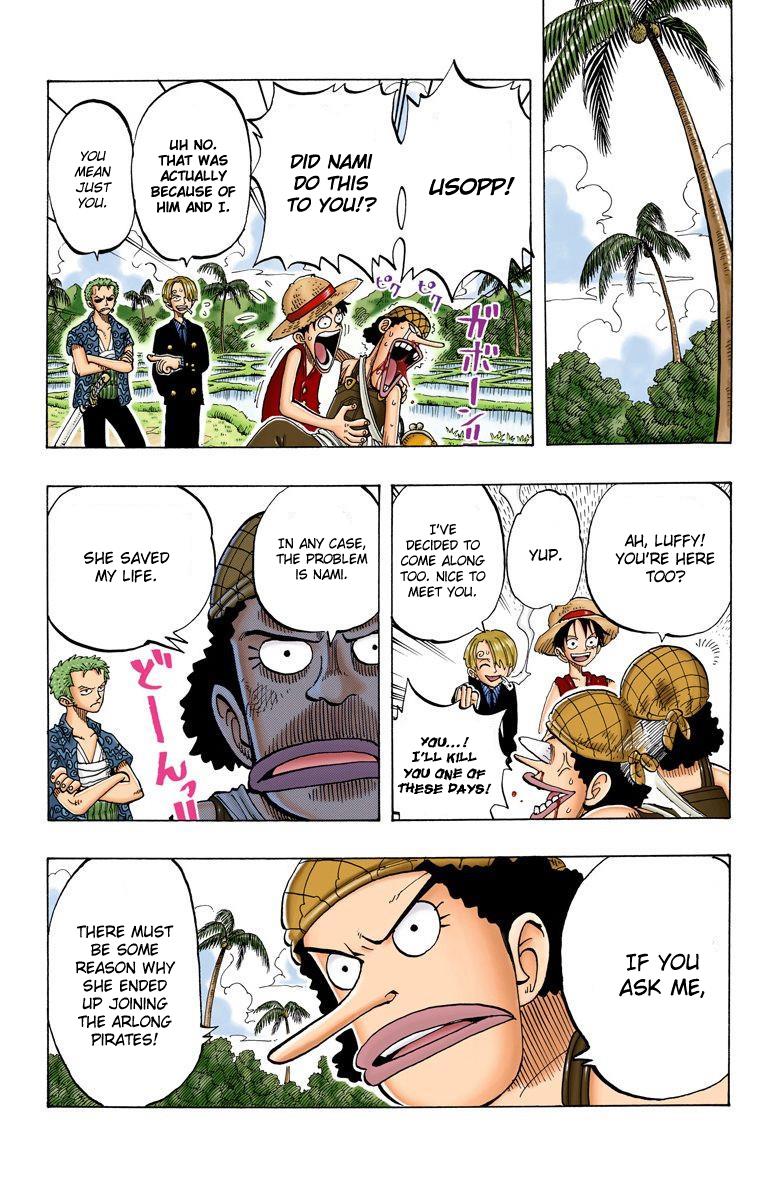 USOPP!
DID NAMI
DO THIS
TO YOU!?
ピク
ピク
ガボーン!!
UH NO.
THAT WAS
ACTUALLY
BECAUSE OF
HIM AND I.
YOU
MEAN
JUST
YOU.
AH, LUFFY!
YOU'RE HERE
TOO?
YUP.
I'VE
DECIDED TO
COME ALONG
TOO. NICE TO
MEET YOU.
YOU...!
I'LL KILL
YOU ONE OF
THESE DAYS!
IN ANY CASE,
THE PROBLEM
IS NAMI.
SHE SAVED
MY LIFE.
どーんっ!!
IF YOU
ASK ME,
THERE MUST
BE SOME
REASON WHY
SHE ENDED
UP JOINING
THE ARLONG
PIRATES!